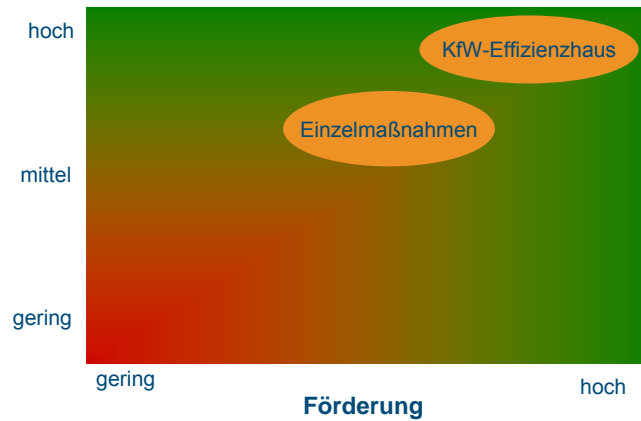 hoch
KfW-Effizienzhaus
Einzelmaßnahmen
mittel
gering
gering
hoch
Förderung